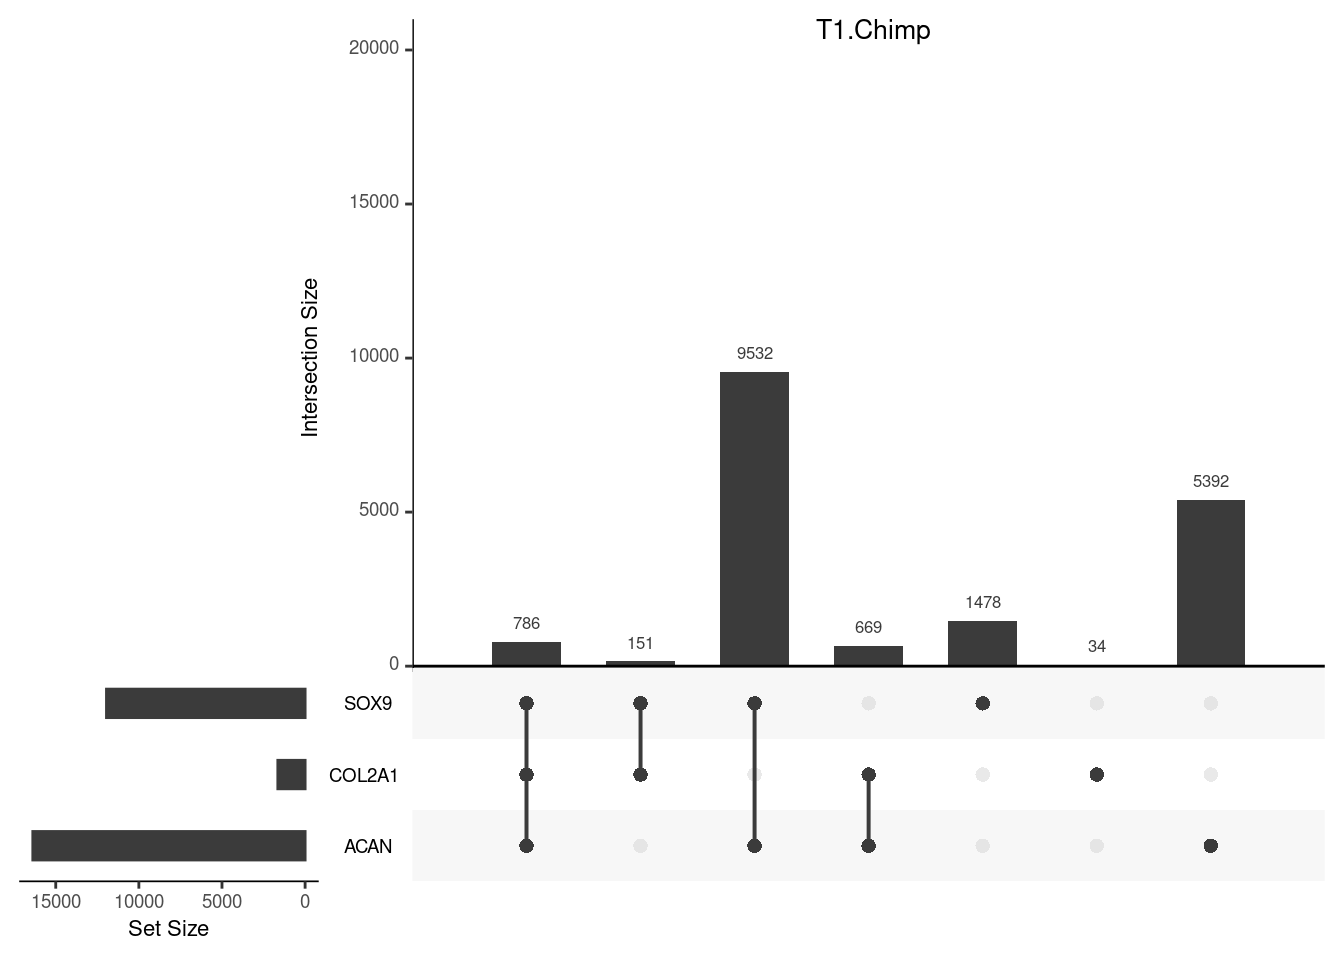 T1.Chimp
20000
15000
10000
5000
0
Intersection Size
9532
5392
1478
786
669
151
34
SOX9
COL2A1
ACAN
15000 10000 5000 0
Set Size